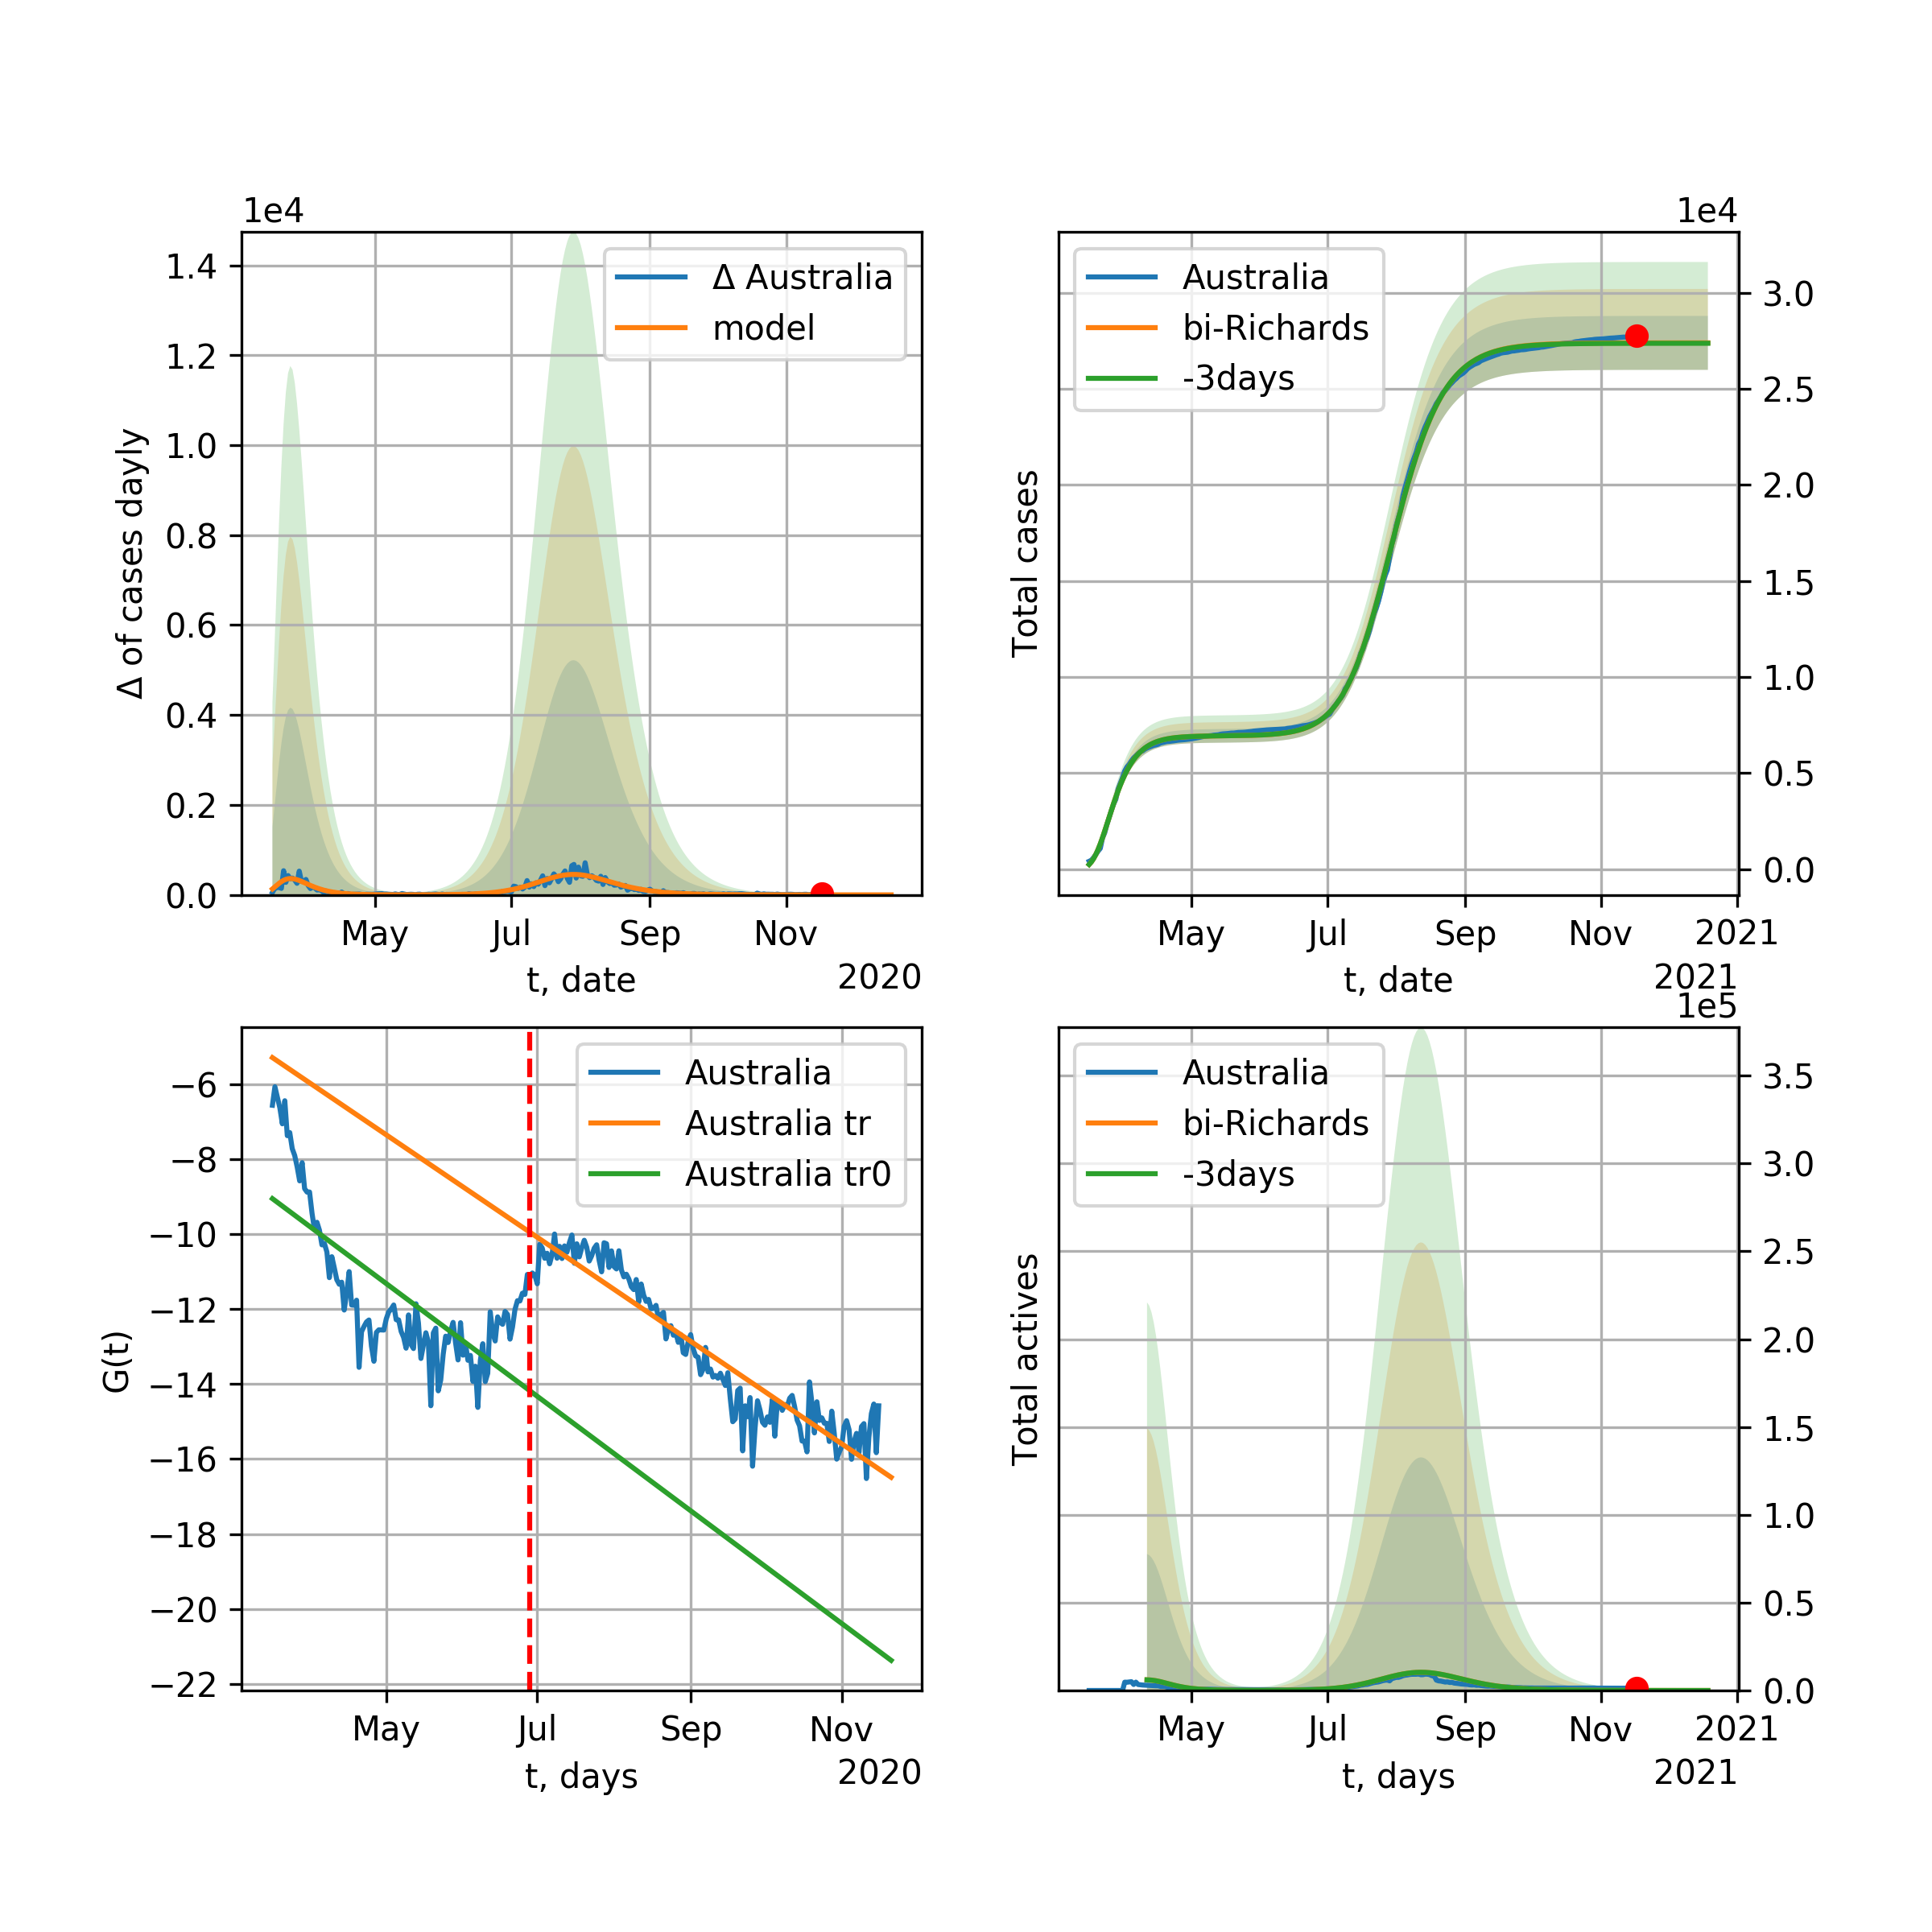 1e4
Δ of cases dayly
1.4
1.2
1.0
0.8
0.6
0.4
0.2
0.0
Δ Australia
model
May
Jul
Sep
Nov
t, date
2020
1e4
Total cases
Australia
bi-Richards
-3days
3.0
2.5
2.0
1.5
1.0
0.5
0.0
May
Jul
Sep
Nov
2021
t, date
2021
G(t)
−6
−8
−10
−12
−14
−16
−18
−20
−22
Australia
Australia tr
Australia tr0
May
Jul
Sep
Nov
t, days
2020
1e5
Total actives
Australia
bi-Richards
-3days
3.5
3.0
2.5
2.0
1.5
1.0
0.5
0.0
May
Jul
Sep
Nov
2021
t, days
2021